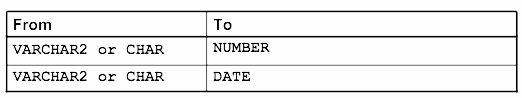 From To
VARCHAR2 or CHAR NUMBER
VARCHAR2 or CHAR DATE